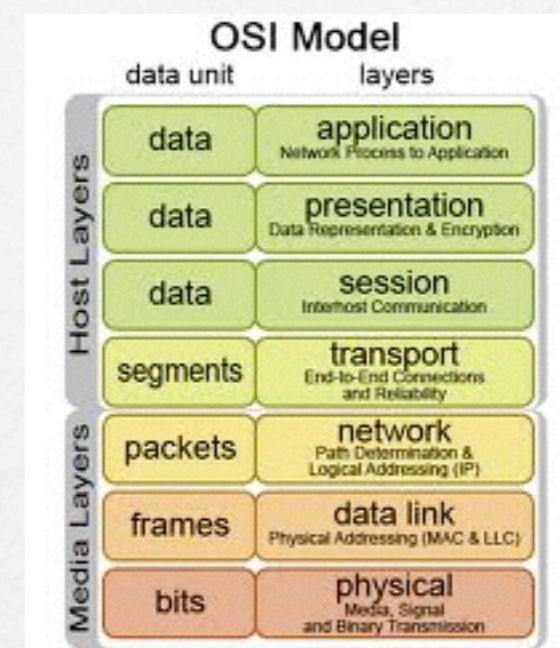 OSI Model
data unit layers
Host Layers
data application
Network Process to Application
data presentation
Data Representation & Encryption
data session
Interhost Communication
segments transport
End-to-End Connections
and Reliability
Media Layers
packets network
Path Determination &
Logical Addressing (IP)
frames data link
Physical Addressing (MAC & LLC)
bits physical
Media, Signal
and Binary Transmission